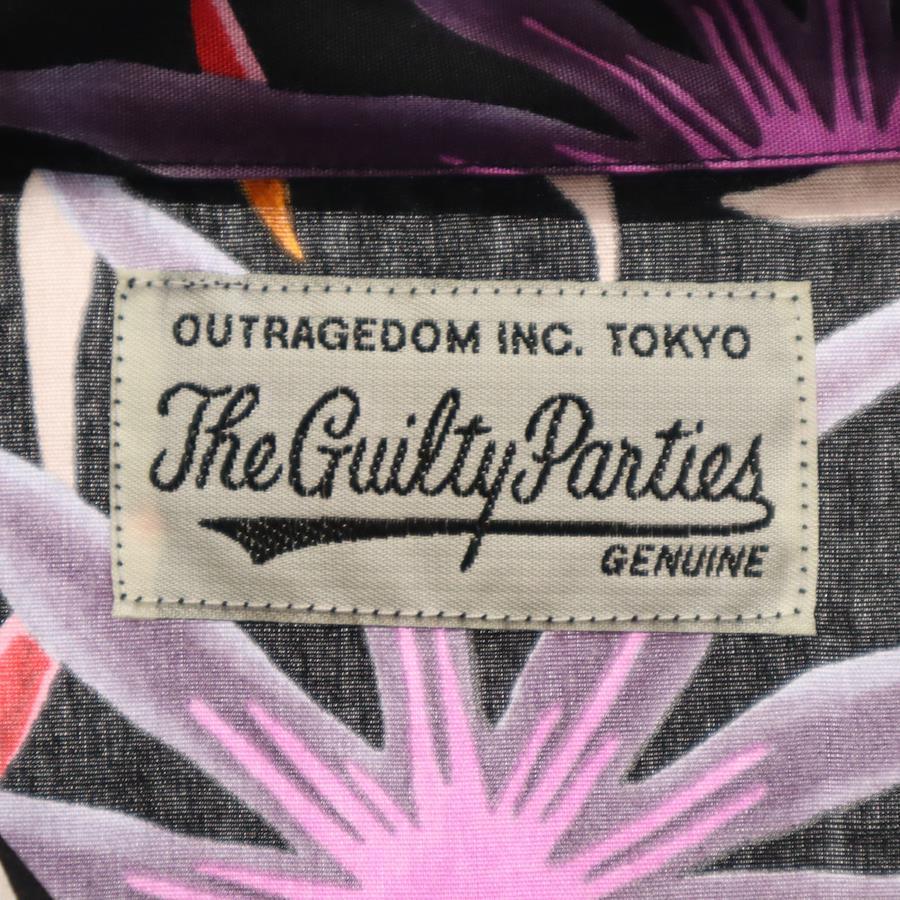 OUTRAGEDOM INC. TOKYO
The Guilty Parties
GENUINE